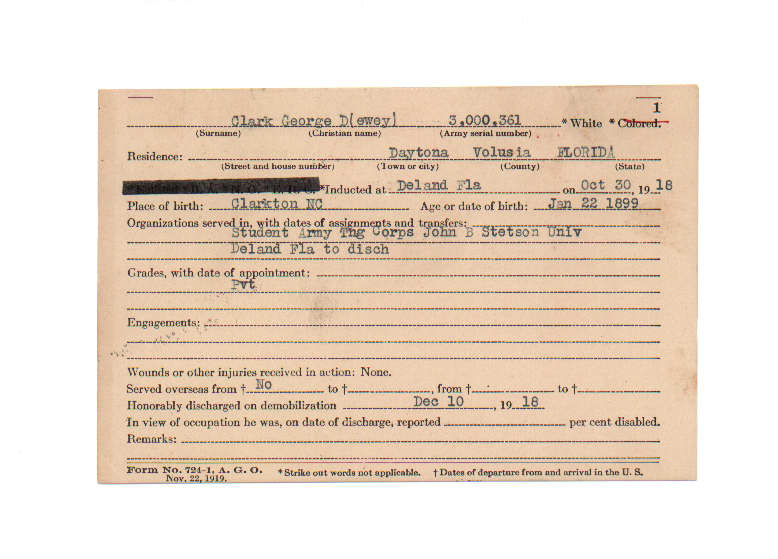 1
Clark George D(ewey) 3,000,361 * White * Colored.
(Surname) (Christian name) (Army serial number)
Residence: Daytona Volusia FLORIDA
(Street and house number) (Town or city) (County) (State)
*Inducted at Deland Fla on Oct 30, 1918
Place of birth: Clarkton NC Age or date of birth: Jan 22 1899
Organizations served in, with dates of assignments and transfers:
Student Army Tng Corps John B Stetson Univ
Deland Fla to disch
Grades, with date of appointment:
Pvt
Engagements:
Wounds or other injuries received in action: None.
Served overseas from † No to †, from † to †
Honorably discharged on demobilization Dec 10, 1918
In view of occupation he was, on date of discharge, reported per cent disabled.
Remarks:
Form No. 724-1, A. G. O. *Strike out words not applicable. † Dates of departure from and arrival in the U. S.
Nov. 22, 1919.